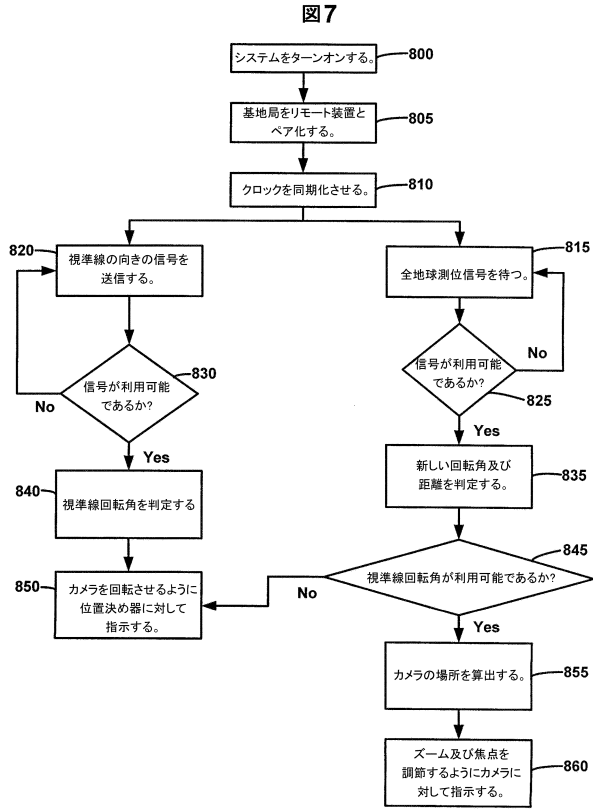 図7
システムをターンオンする。
800
基地局をリモート装置と
ペア化する。
805
クロックを同期化させる。
810
820
視準線の向きの信号を
送信する。
815
全地球測位信号を待つ。
信号が利用可能
であるか?
830
No
Yes
信号が利用可能
であるか?
825
No
Yes
840
視準線回転角を判定する
新しい回転角及び
距離を判定する。
835
850
カメラを回転させるように
位置決め器に対して
指示する。
845
視準線回転角が利用可能であるか?
No
Yes
カメラの場所を算出する。
855
ズーム及び焦点を
調節するようにカメラに
対して指示する。
860